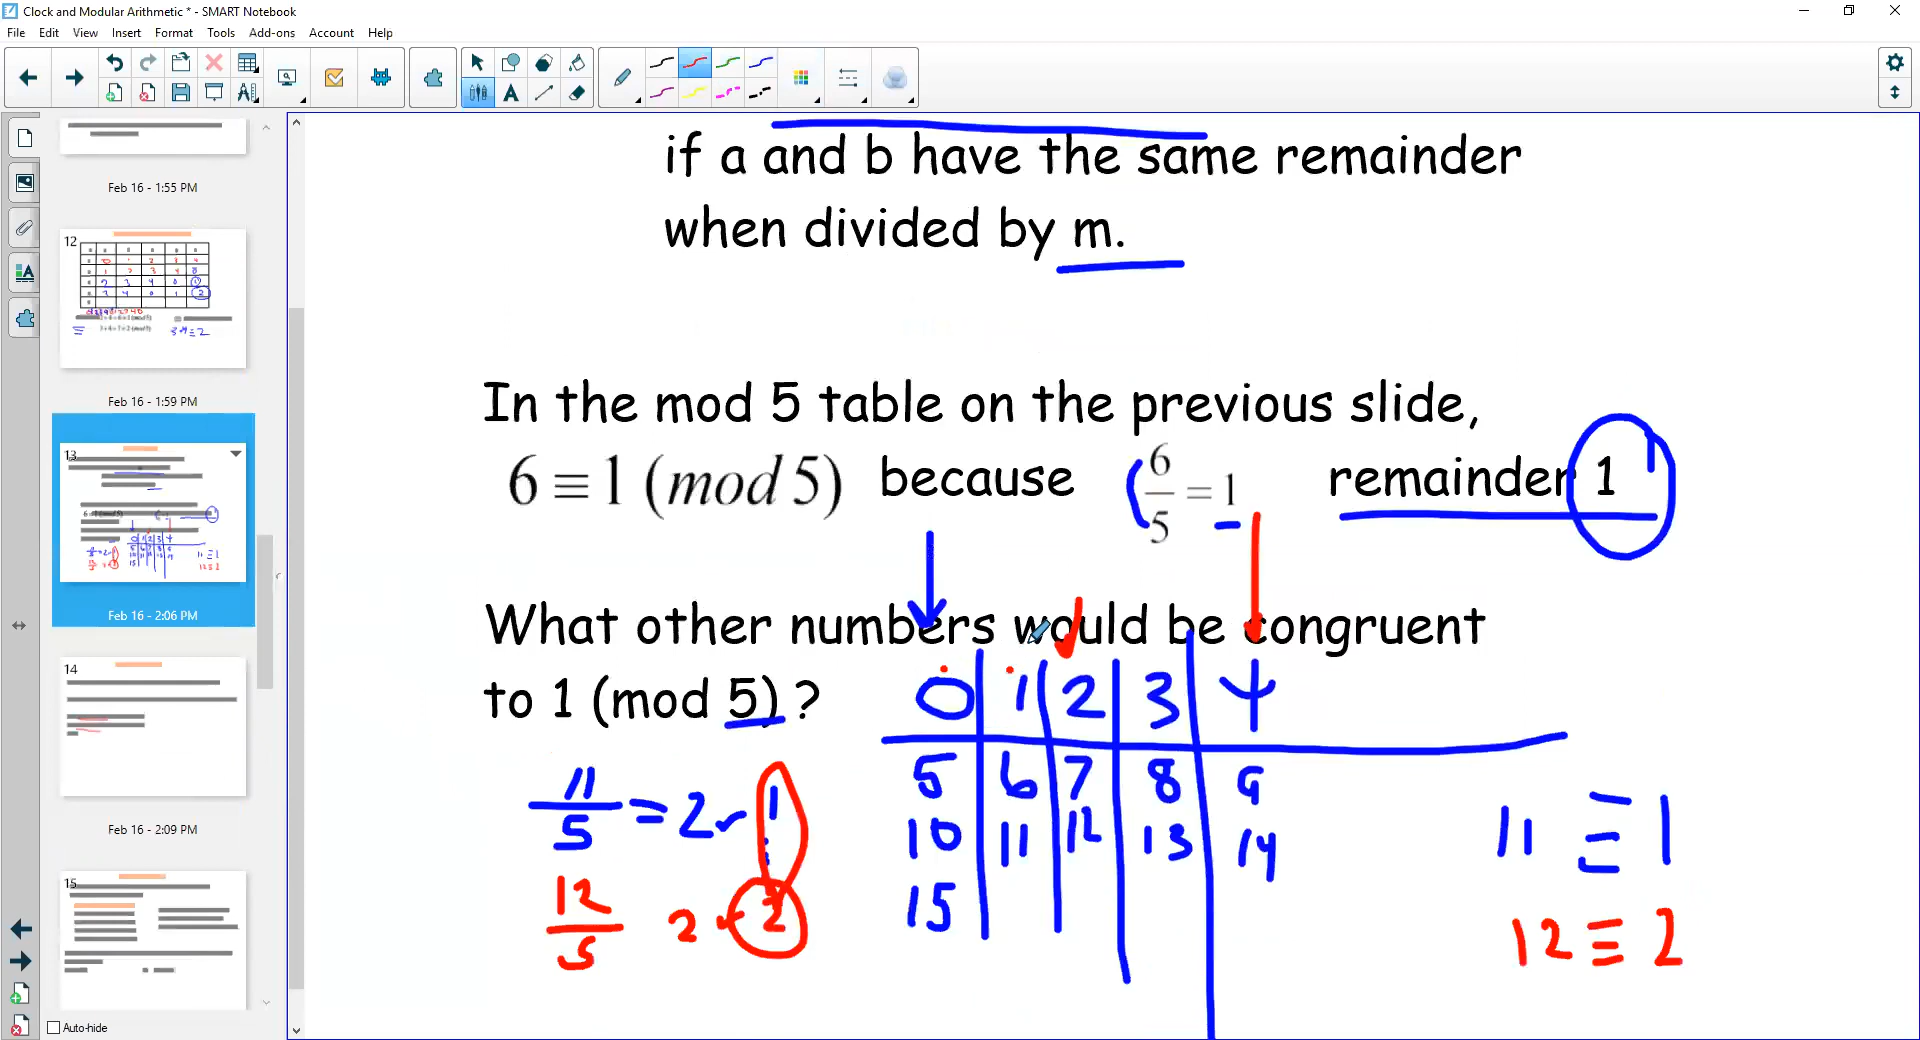 Clock and Modular Arithmetic * - SMART Notebook
File Edit View Insert Format Tools Add-ons Account Help
Feb 16 - 1:55 PM
12
Feb 16 - 1:59 PM
13
Feb 16 - 2:06 PM
14
Feb 16 - 2:09 PM
15
Auto-hide
if a and b have the same remainder
when divided by m.
In the mod 5 table on the previous slide,
6 ≡ 1 (mod 5) because 6/5 = 1 remainder 1
What other numbers would be congruent
to 1 (mod 5) ?
0 1 2 3 4
5 6 7 8 9
10 11 12 13 14
15
11/5 = 2 r 1
12/5 2 r 2
11 ≡ 1
12 ≡ 2